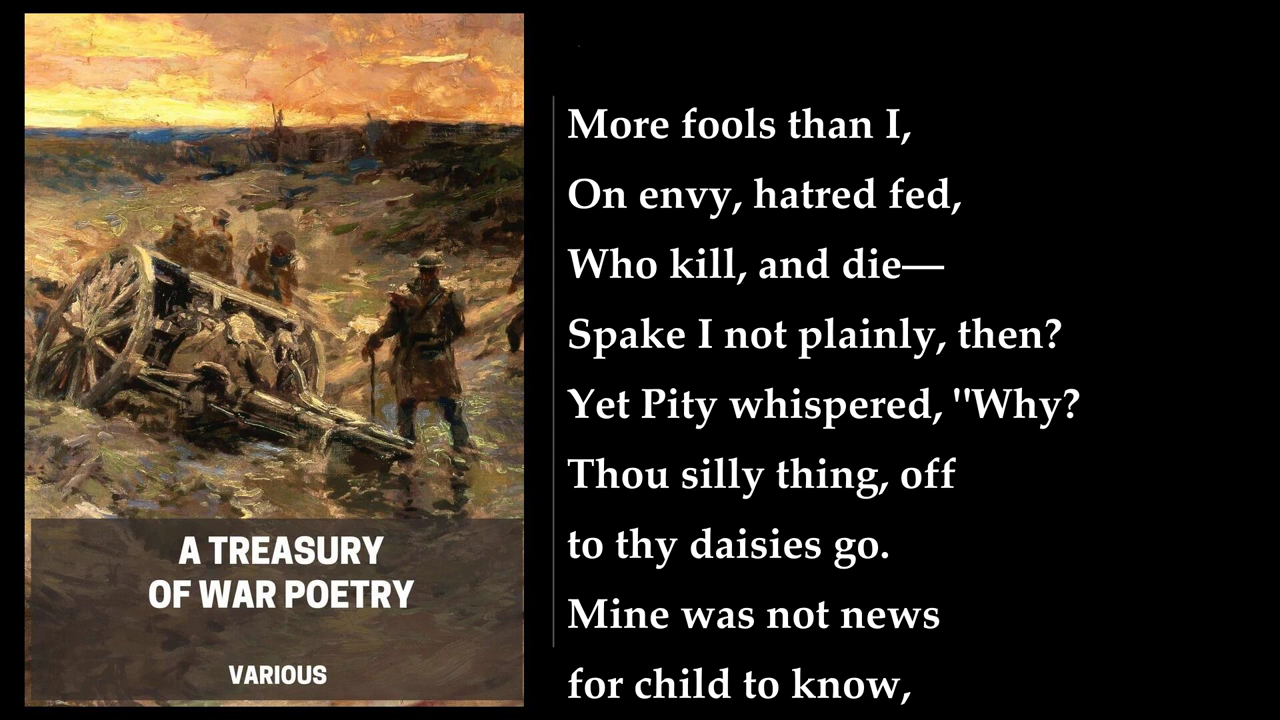 A TREASURY
OF WAR POETRY
VARIOUS
More fools than I,
On envy, hatred fed,
Who kill, and die—
Spake I not plainly, then?
Yet Pity whispered, "Why?
Thou silly thing, off
to thy daisies go.
Mine was not news
for child to know,